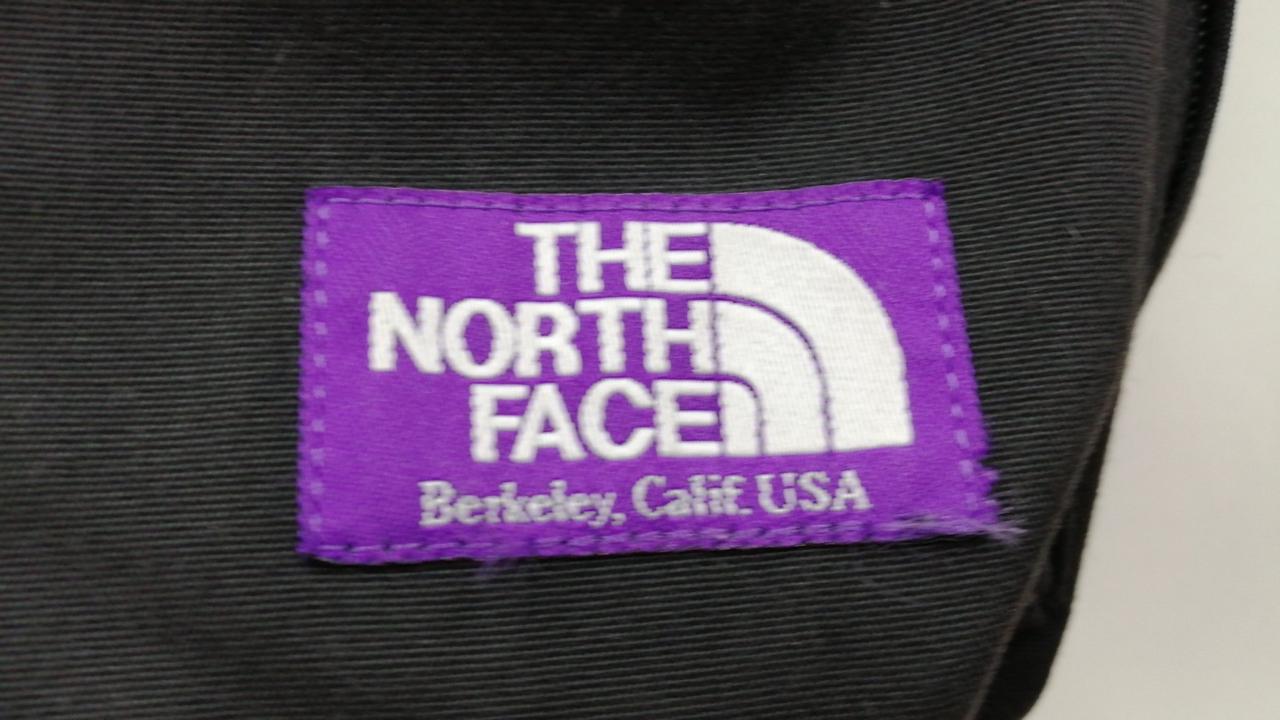 THE
NORTH
FACE
Berkeley, Calif. USA